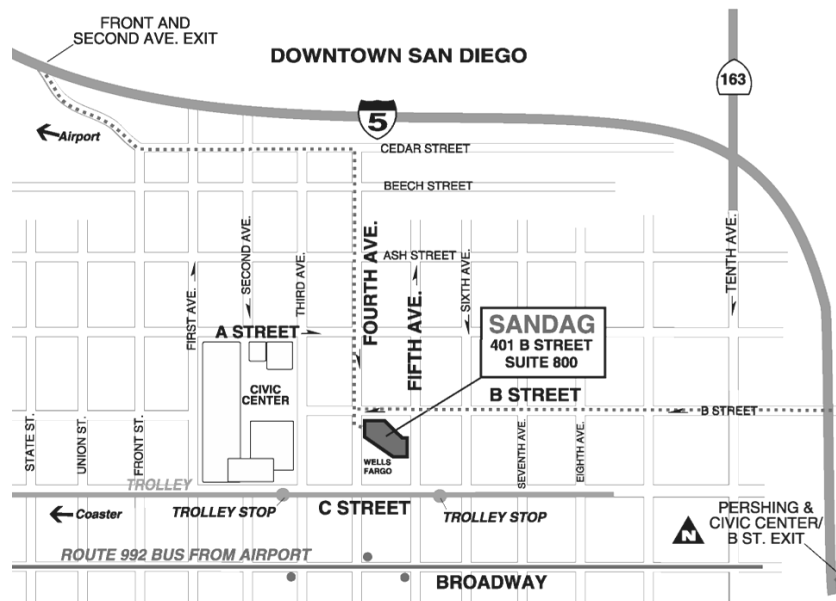 FRONT AND
SECOND AVE. EXIT
DOWNTOWN SAN DIEGO
163
5
Airport
CEDAR STREET
BEECH STREET
ASH STREET
FIRST AVE.
SECOND AVE.
THIRD AVE.
FOURTH AVE.
FIFTH AVE.
SIXTH AVE.
TENTH AVE.
A STREET
SANDAG
401 B STREET
SUITE 800
CIVIC
CENTER
B STREET
B STREET
STATE ST.
UNION ST.
FRONT ST.
SEVENTH AVE.
EIGHTH AVE.
WELLS
FARGO
TROLLEY
Coaster
TROLLEY STOP
C STREET
TROLLEY STOP
PERSHING &
CIVIC CENTER/
B ST. EXIT
N
ROUTE 992 BUS FROM AIRPORT
BROADWAY